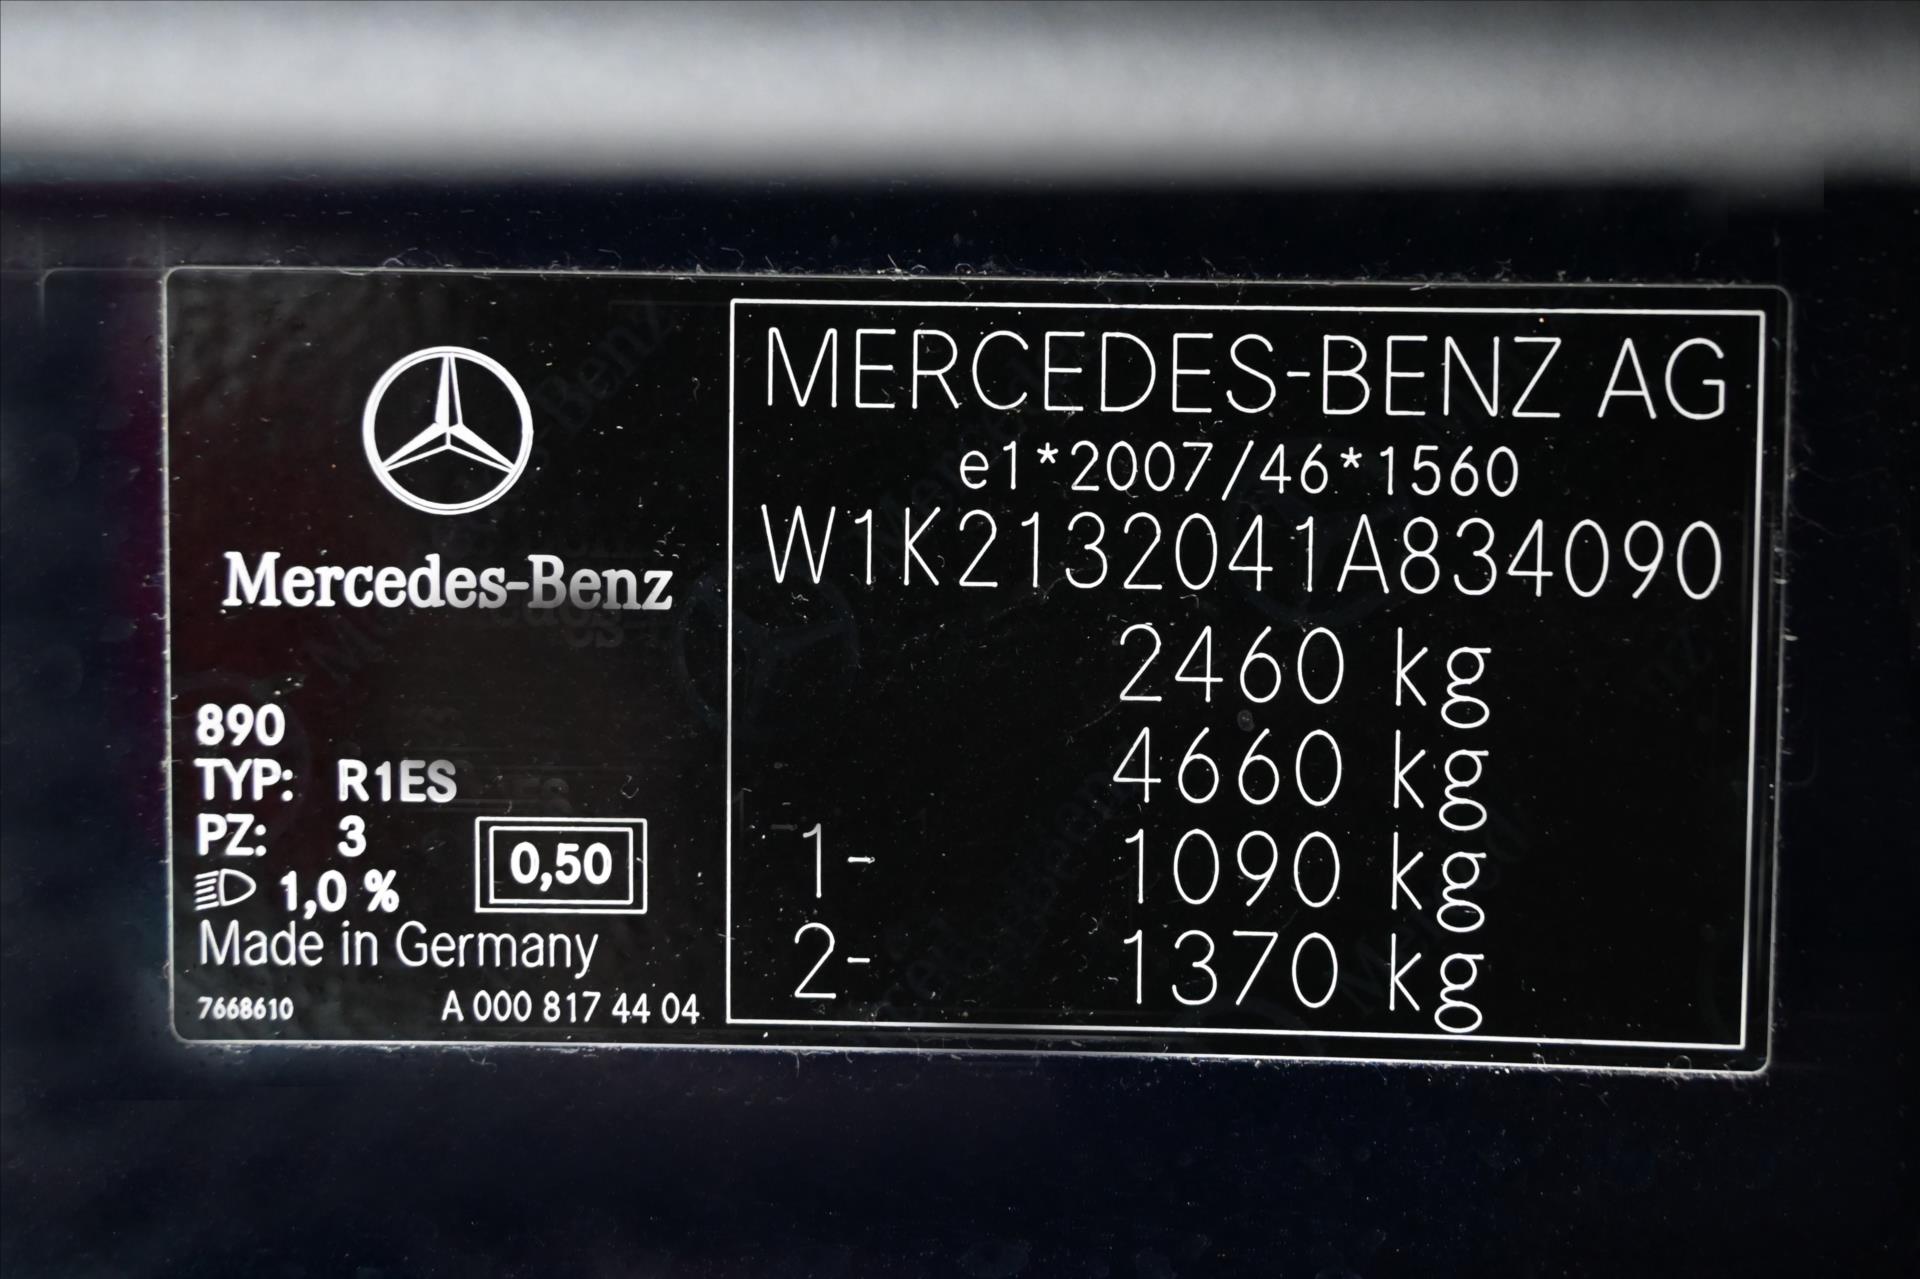 Mercedes-Benz
890
TYP: R1ES
PZ: 3
1,0 %
0,50
Made in Germany
7668610 A 000 817 44 04
MERCEDES-BENZ AG
e1*2007/46*1560
W1K2132041A834090
2460 kg
4660 kg
1- 1090 kg
2- 1370 kg